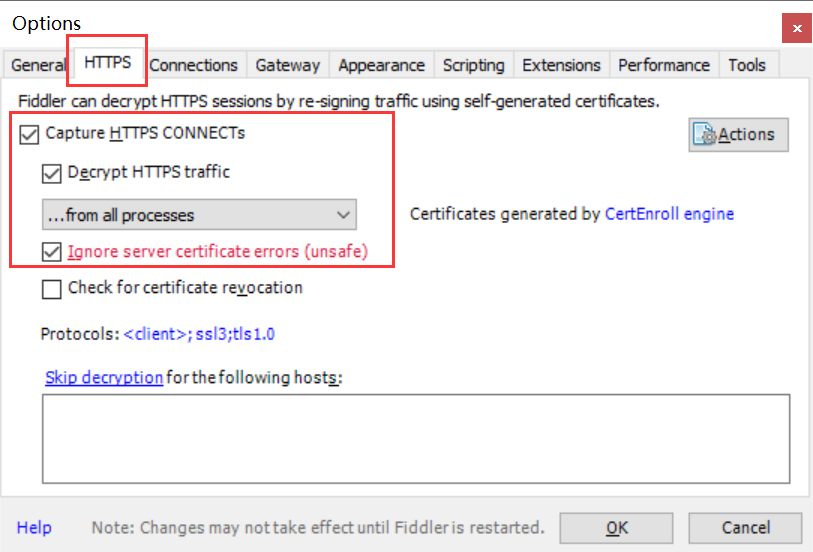 Options
General HTTPS Connections Gateway Appearance Scripting Extensions Performance Tools
Fiddler can decrypt HTTPS sessions by re-signing traffic using self-generated certificates.
Capture HTTPS CONNECTs
Actions
Decrypt HTTPS traffic
...from all processes
Certificates generated by CertEnroll engine
Ignore server certificate errors (unsafe)
Check for certificate revocation
Protocols: <client>; ssl3;tls1.0
Skip decryption for the following hosts:
Help Note: Changes may not take effect until Fiddler is restarted. OK Cancel